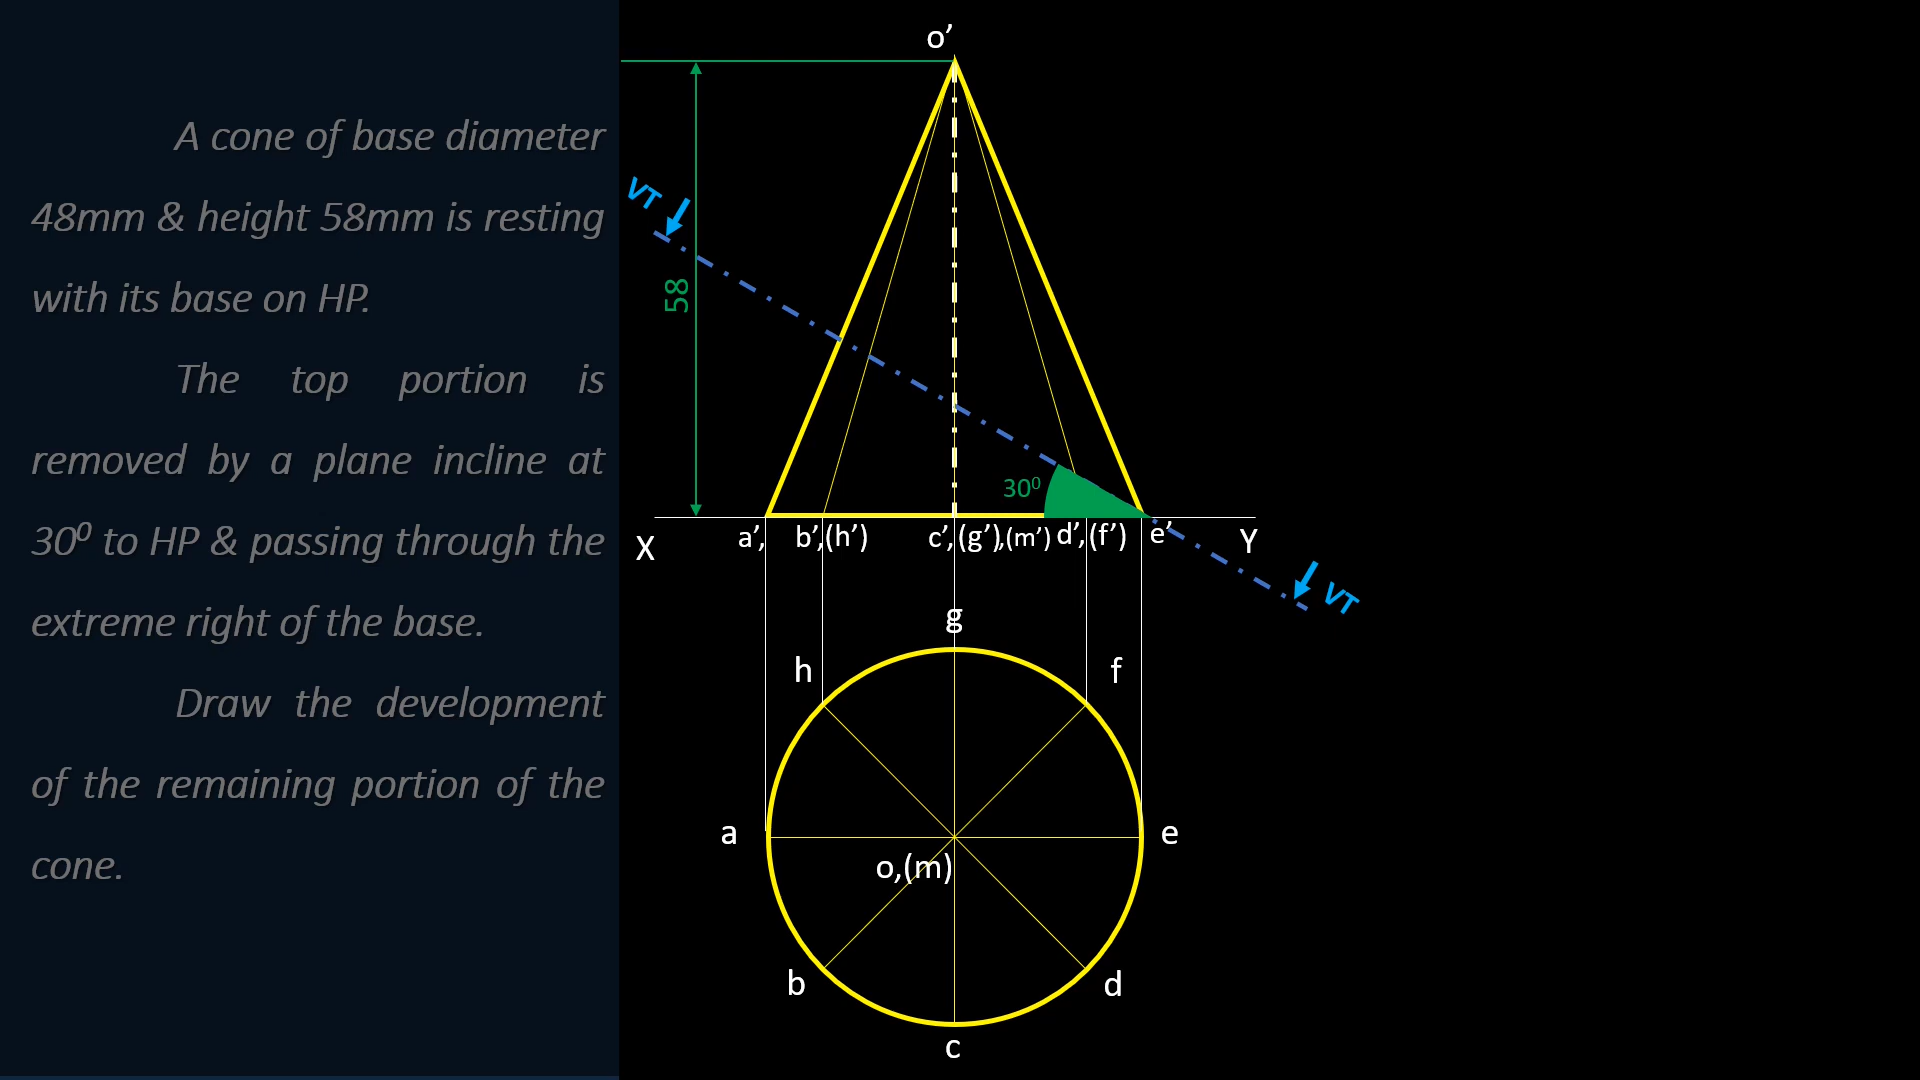 A cone of base diameter
48mm & height 58mm is resting
with its base on HP.
The top portion is
removed by a plane incline at
30⁰ to HP & passing through the
extreme right of the base.
Draw the development
of the remaining portion of the
cone.
o’
VT
58
30⁰
X
a’,
b’,(h’)
c’,(g’),(m’)
d’,(f’)
e’
Y
VT
g
h
f
a
e
o,(m)
b
d
c